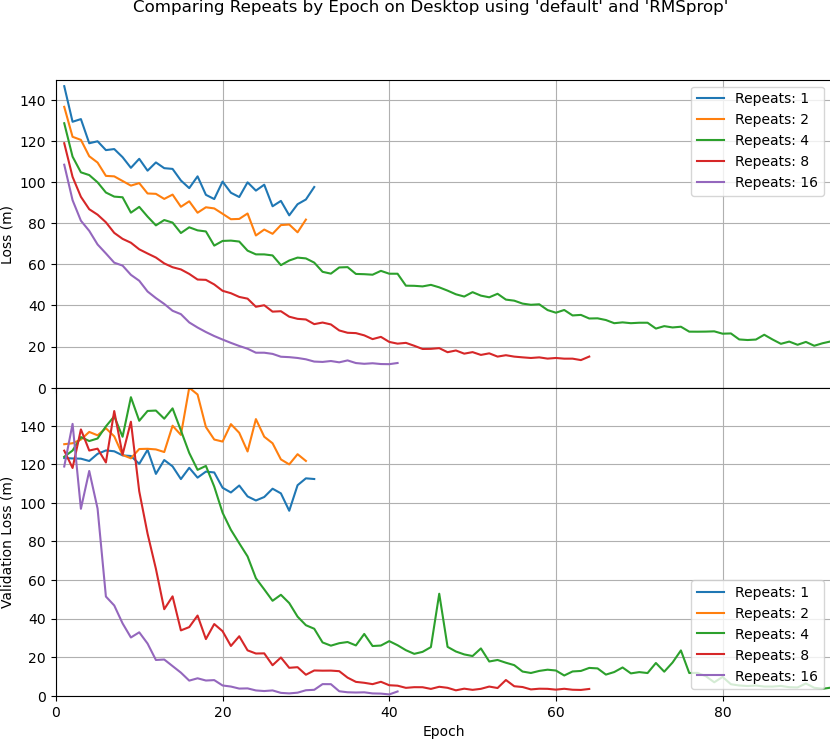 Comparing Repeats by Epoch on Desktop using 'default' and 'RMSprop'
140
120
100
80
60
40
20
0
Loss (m)
Repeats: 1
Repeats: 2
Repeats: 4
Repeats: 8
Repeats: 16
140
120
100
80
60
40
20
0
Validation Loss (m)
Repeats: 1
Repeats: 2
Repeats: 4
Repeats: 8
Repeats: 16
0 20 40 60 80
Epoch